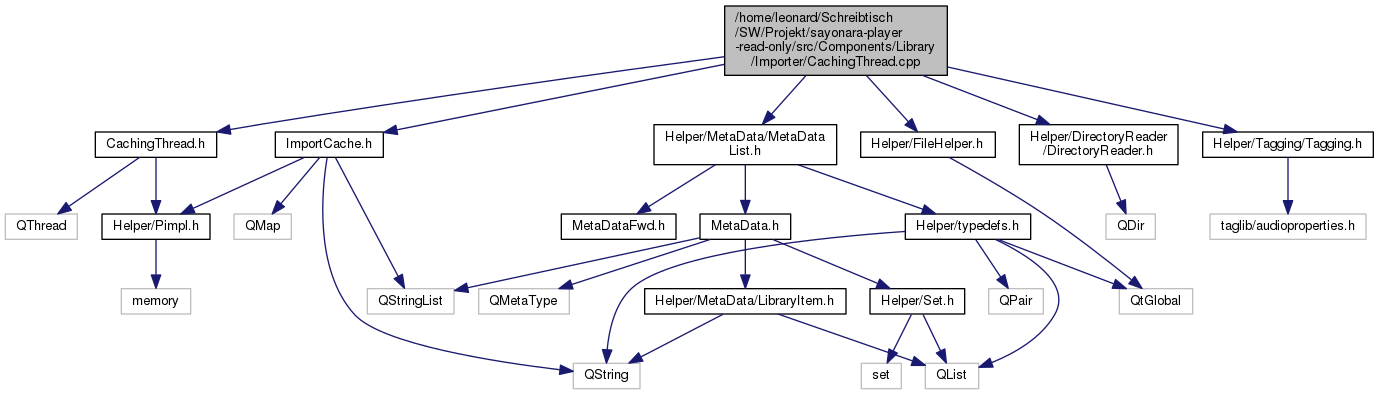 /home/leonard/Schreibtisch
/SW/Projekt/sayonara-player
-read-only/src/Components/Library
/Importer/CachingThread.cpp
CachingThread.h
ImportCache.h
Helper/MetaData/MetaData
List.h
Helper/FileHelper.h
Helper/DirectoryReader
/DirectoryReader.h
Helper/Tagging/Tagging.h
QThread
Helper/Pimpl.h
QMap
MetaDataFwd.h
MetaData.h
Helper/typedefs.h
QDir
taglib/audioproperties.h
memory
QStringList
QMetaType
Helper/MetaData/LibraryItem.h
Helper/Set.h
QPair
QtGlobal
QString
set
QList